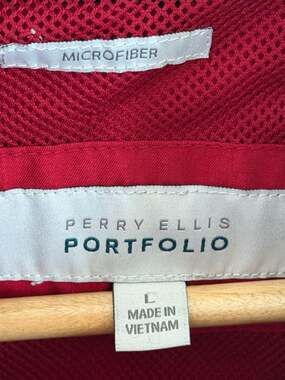 MICROFIBER
PERRY ELLIS
PORTFOLIO
L
MADE IN
VIETNAM